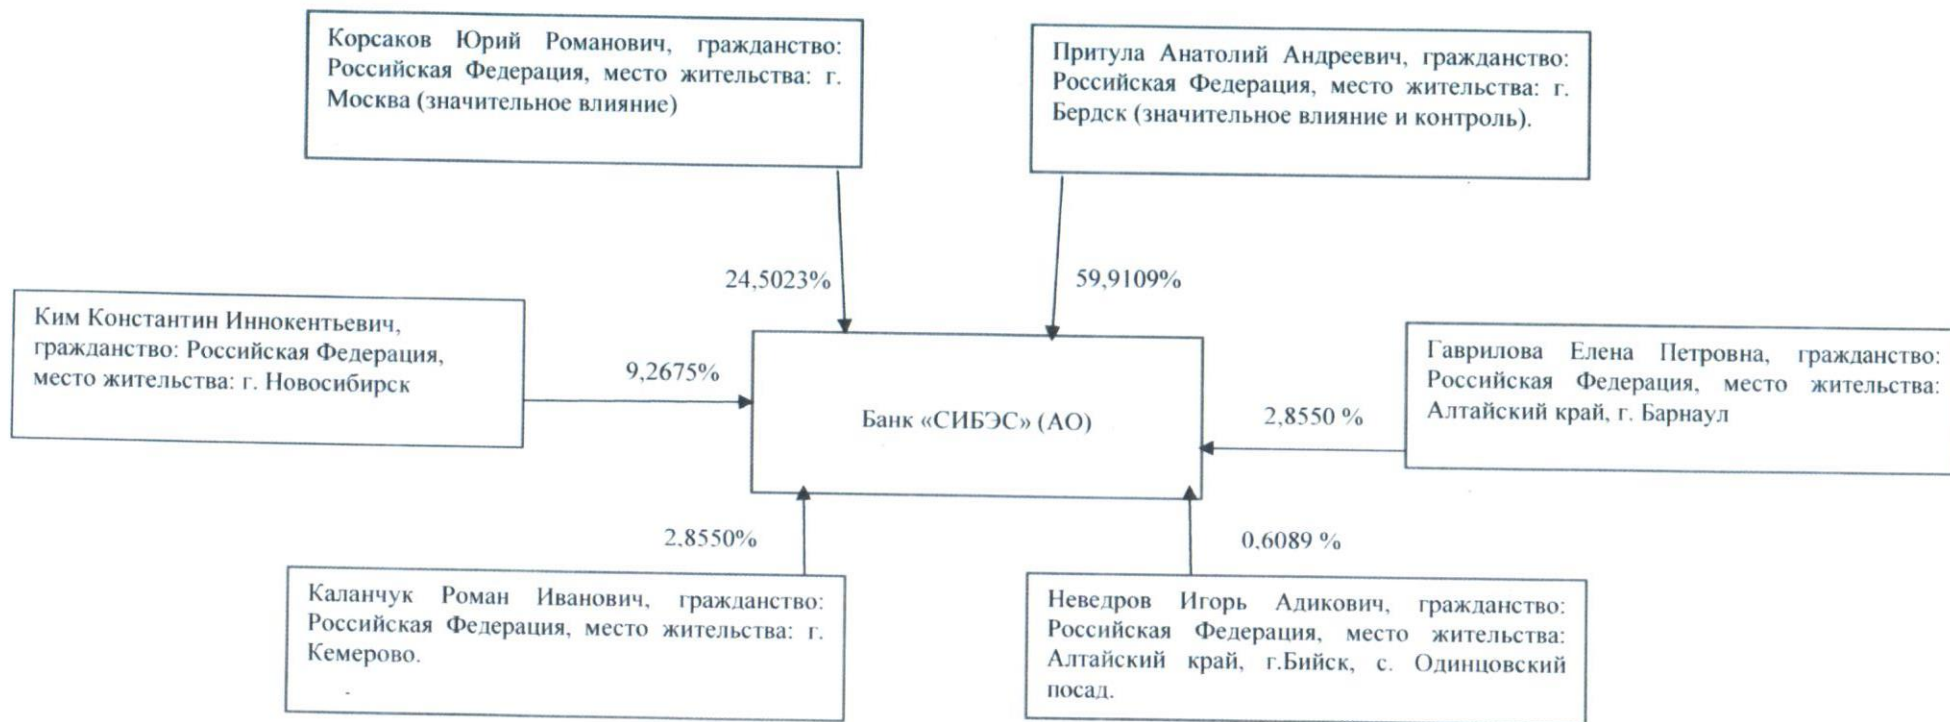 Корсаков Юрий Романович, гражданство:
Российская Федерация, место жительства: г.
Москва (значительное влияние)
Притула Анатолий Андреевич, гражданство:
Российская Федерация, место жительства: г.
Бердск (значительное влияние и контроль).
24,5023%
59,9109%
Ким Константин Иннокентьевич,
гражданство: Российская Федерация,
место жительства: г. Новосибирск
9,2675%
Банк «СИБЭС» (АО)
2,8550 %
Гаврилова Елена Петровна, гражданство:
Российская Федерация, место жительства:
Алтайский край, г. Барнаул
2,8550%
0,6089 %
Каланчук Роман Иванович, гражданство:
Российская Федерация, место жительства: г.
Кемерово.
Неведров Игорь Адикович, гражданство:
Российская Федерация, место жительства:
Алтайский край, г.Бийск, с. Одинцовский
посад.